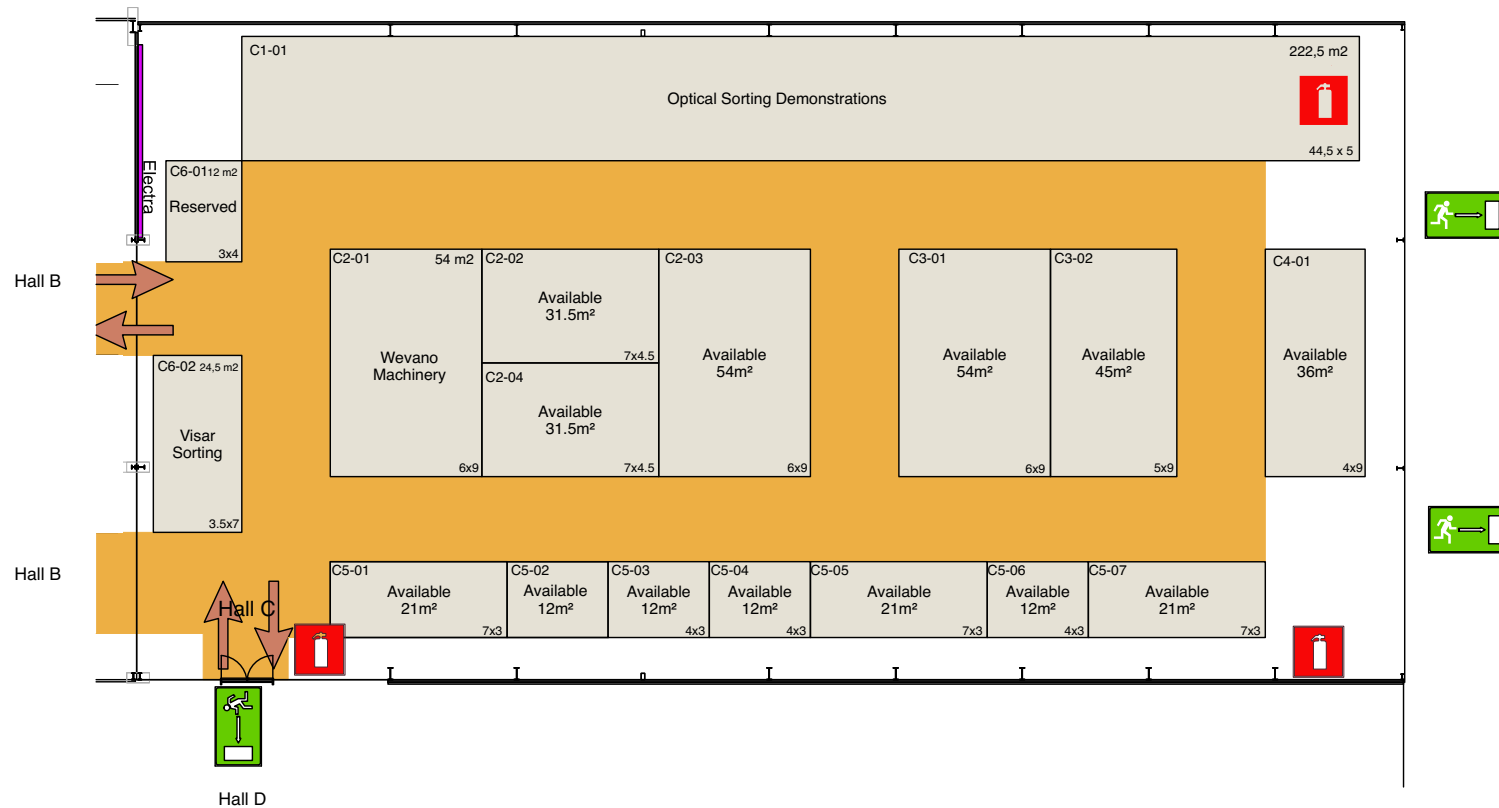 C1-01
222,5 m2
Optical Sorting Demonstrations
44,5 x 5
Electra
C6-01 12 m2
Reserved
3x4
Hall B
C2-01
54 m2
Wevano
Machinery
6x9
C2-02
Available
31.5m²
7x4.5
C2-04
Available
31.5m²
7x4.5
C2-03
Available
54m²
6x9
C3-01
Available
54m²
6x9
C3-02
Available
45m²
5x9
C4-01
Available
36m²
4x9
C6-02 24,5 m2
Visar
Sorting
3.5x7
Hall B
C5-01
Available
21m²
7x3
C5-02
Available
12m²
C5-03
Available
12m²
4x3
C5-04
Available
12m²
4x3
C5-05
Available
21m²
7x3
C5-06
Available
12m²
4x3
C5-07
Available
21m²
7x3
Hall C
Hall D